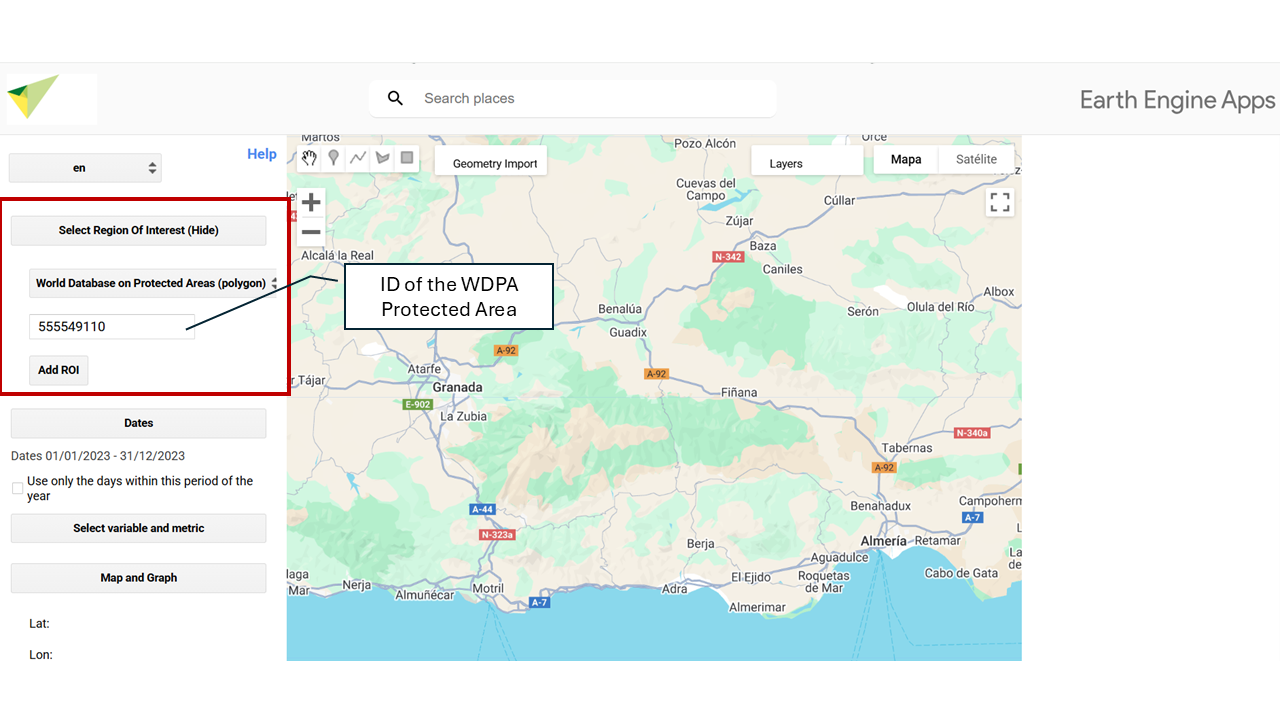 Search places
Earth Engine Apps
en
Help
Select Region Of Interest (Hide)
World Database on Protected Areas (polygon)
555549110
Add ROI
Dates
Dates 01/01/2023 - 31/12/2023
Use only the days within this period of the
year
Select variable and metric
Map and Graph
Lat:
Lon:
Geometry Import
Layers
Mapa
Satélite
ID of the WDPA
Protected Area
Martos
Pozo Alcón
Orce
Cuevas del
Campo
Cúllar
Zújar
Baza
N-342
Caniles
Alcalá la Real
Albox
Olula del Río
Serón
Benalúa
Guadix
A-92
Atarfe
A-92
r Tájar
Granada
Fiñana
E-902
La Zubia
N-340a
Tabernas
A-92
Campoherm
Benahadux
A-7
A-44
N-323a
Berja
Almería
Retamar
Aguadulce
La
de
laga
Mar
Nerja
Almuñécar
Motril
A-7
Adra
El Ejido
Roquetas
de Mar
Cabo de Gata
Almerimar